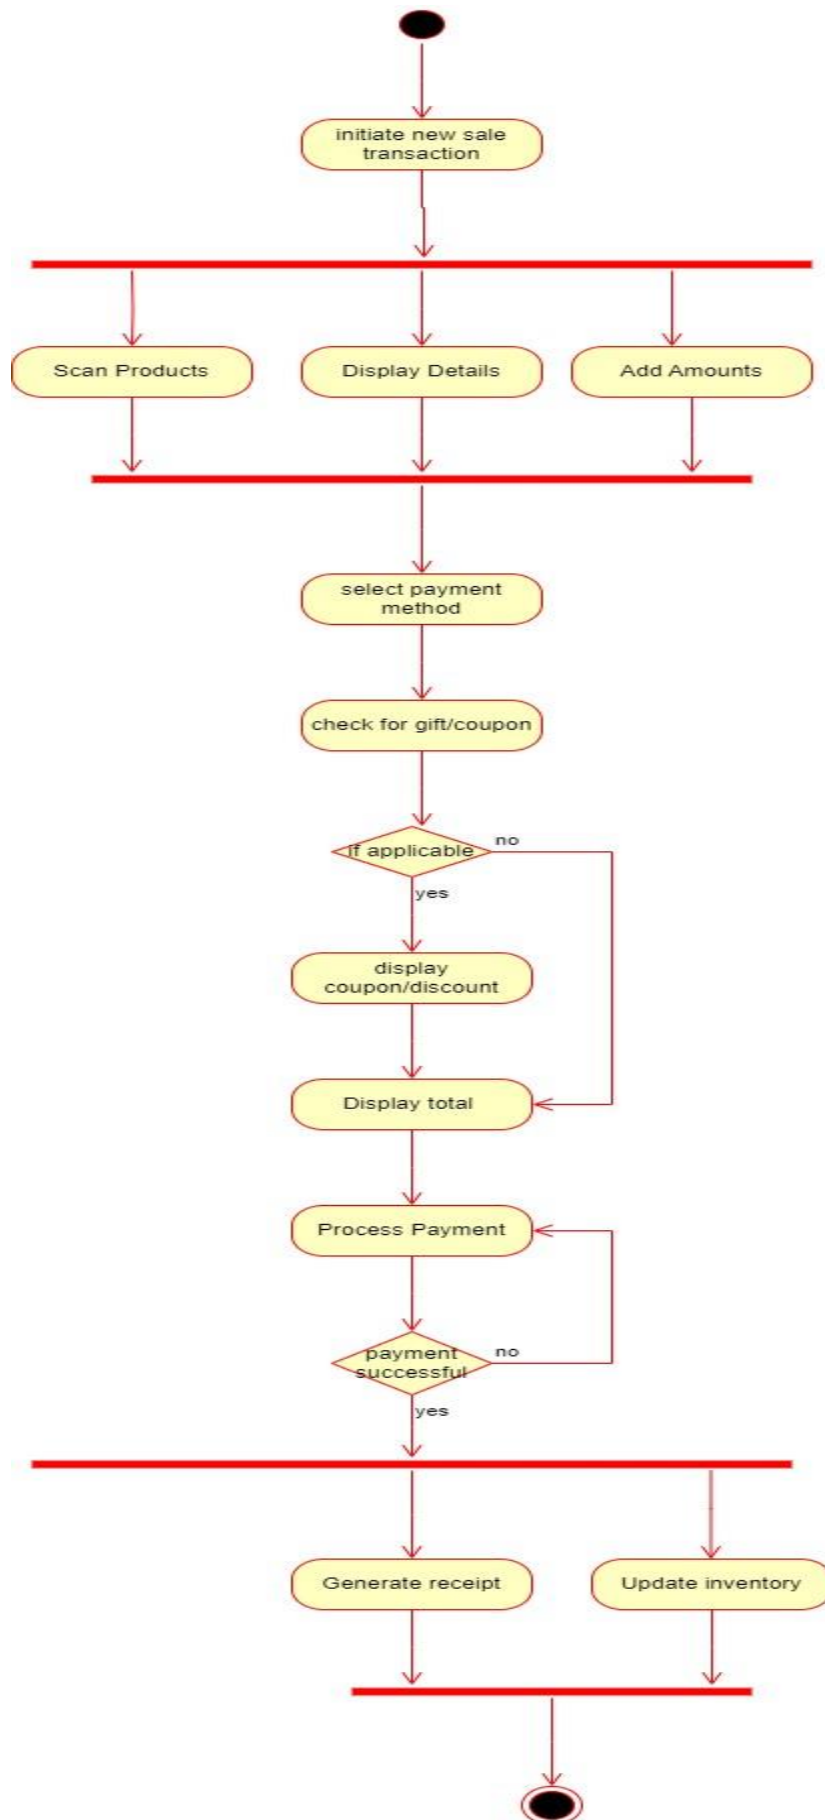 initiate new sale
transaction
Scan Products
Display Details
Add Amounts
select payment
method
check for gift/coupon
if applicable
no
yes
display
coupon/discount
Display total
Process Payment
payment
successful
no
yes
Generate receipt
Update inventory